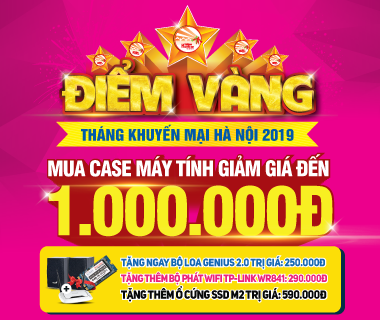 ĐIỂM VÀNG
THÁNG KHUYẾN MẠI HÀ NỘI 2019
MUA CASE MÁY TÍNH GIẢM GIÁ ĐẾN
1.000.000Đ
TẶNG NGAY BỘ LOA GENIUS 2.0 TRỊ GIÁ: 250.000Đ
TẶNG THÊM BỘ PHÁT WIFI TP-LINK WR841: 290.000Đ
TẶNG THÊM Ổ CỨNG SSD M2 TRỊ GIÁ: 590.000Đ